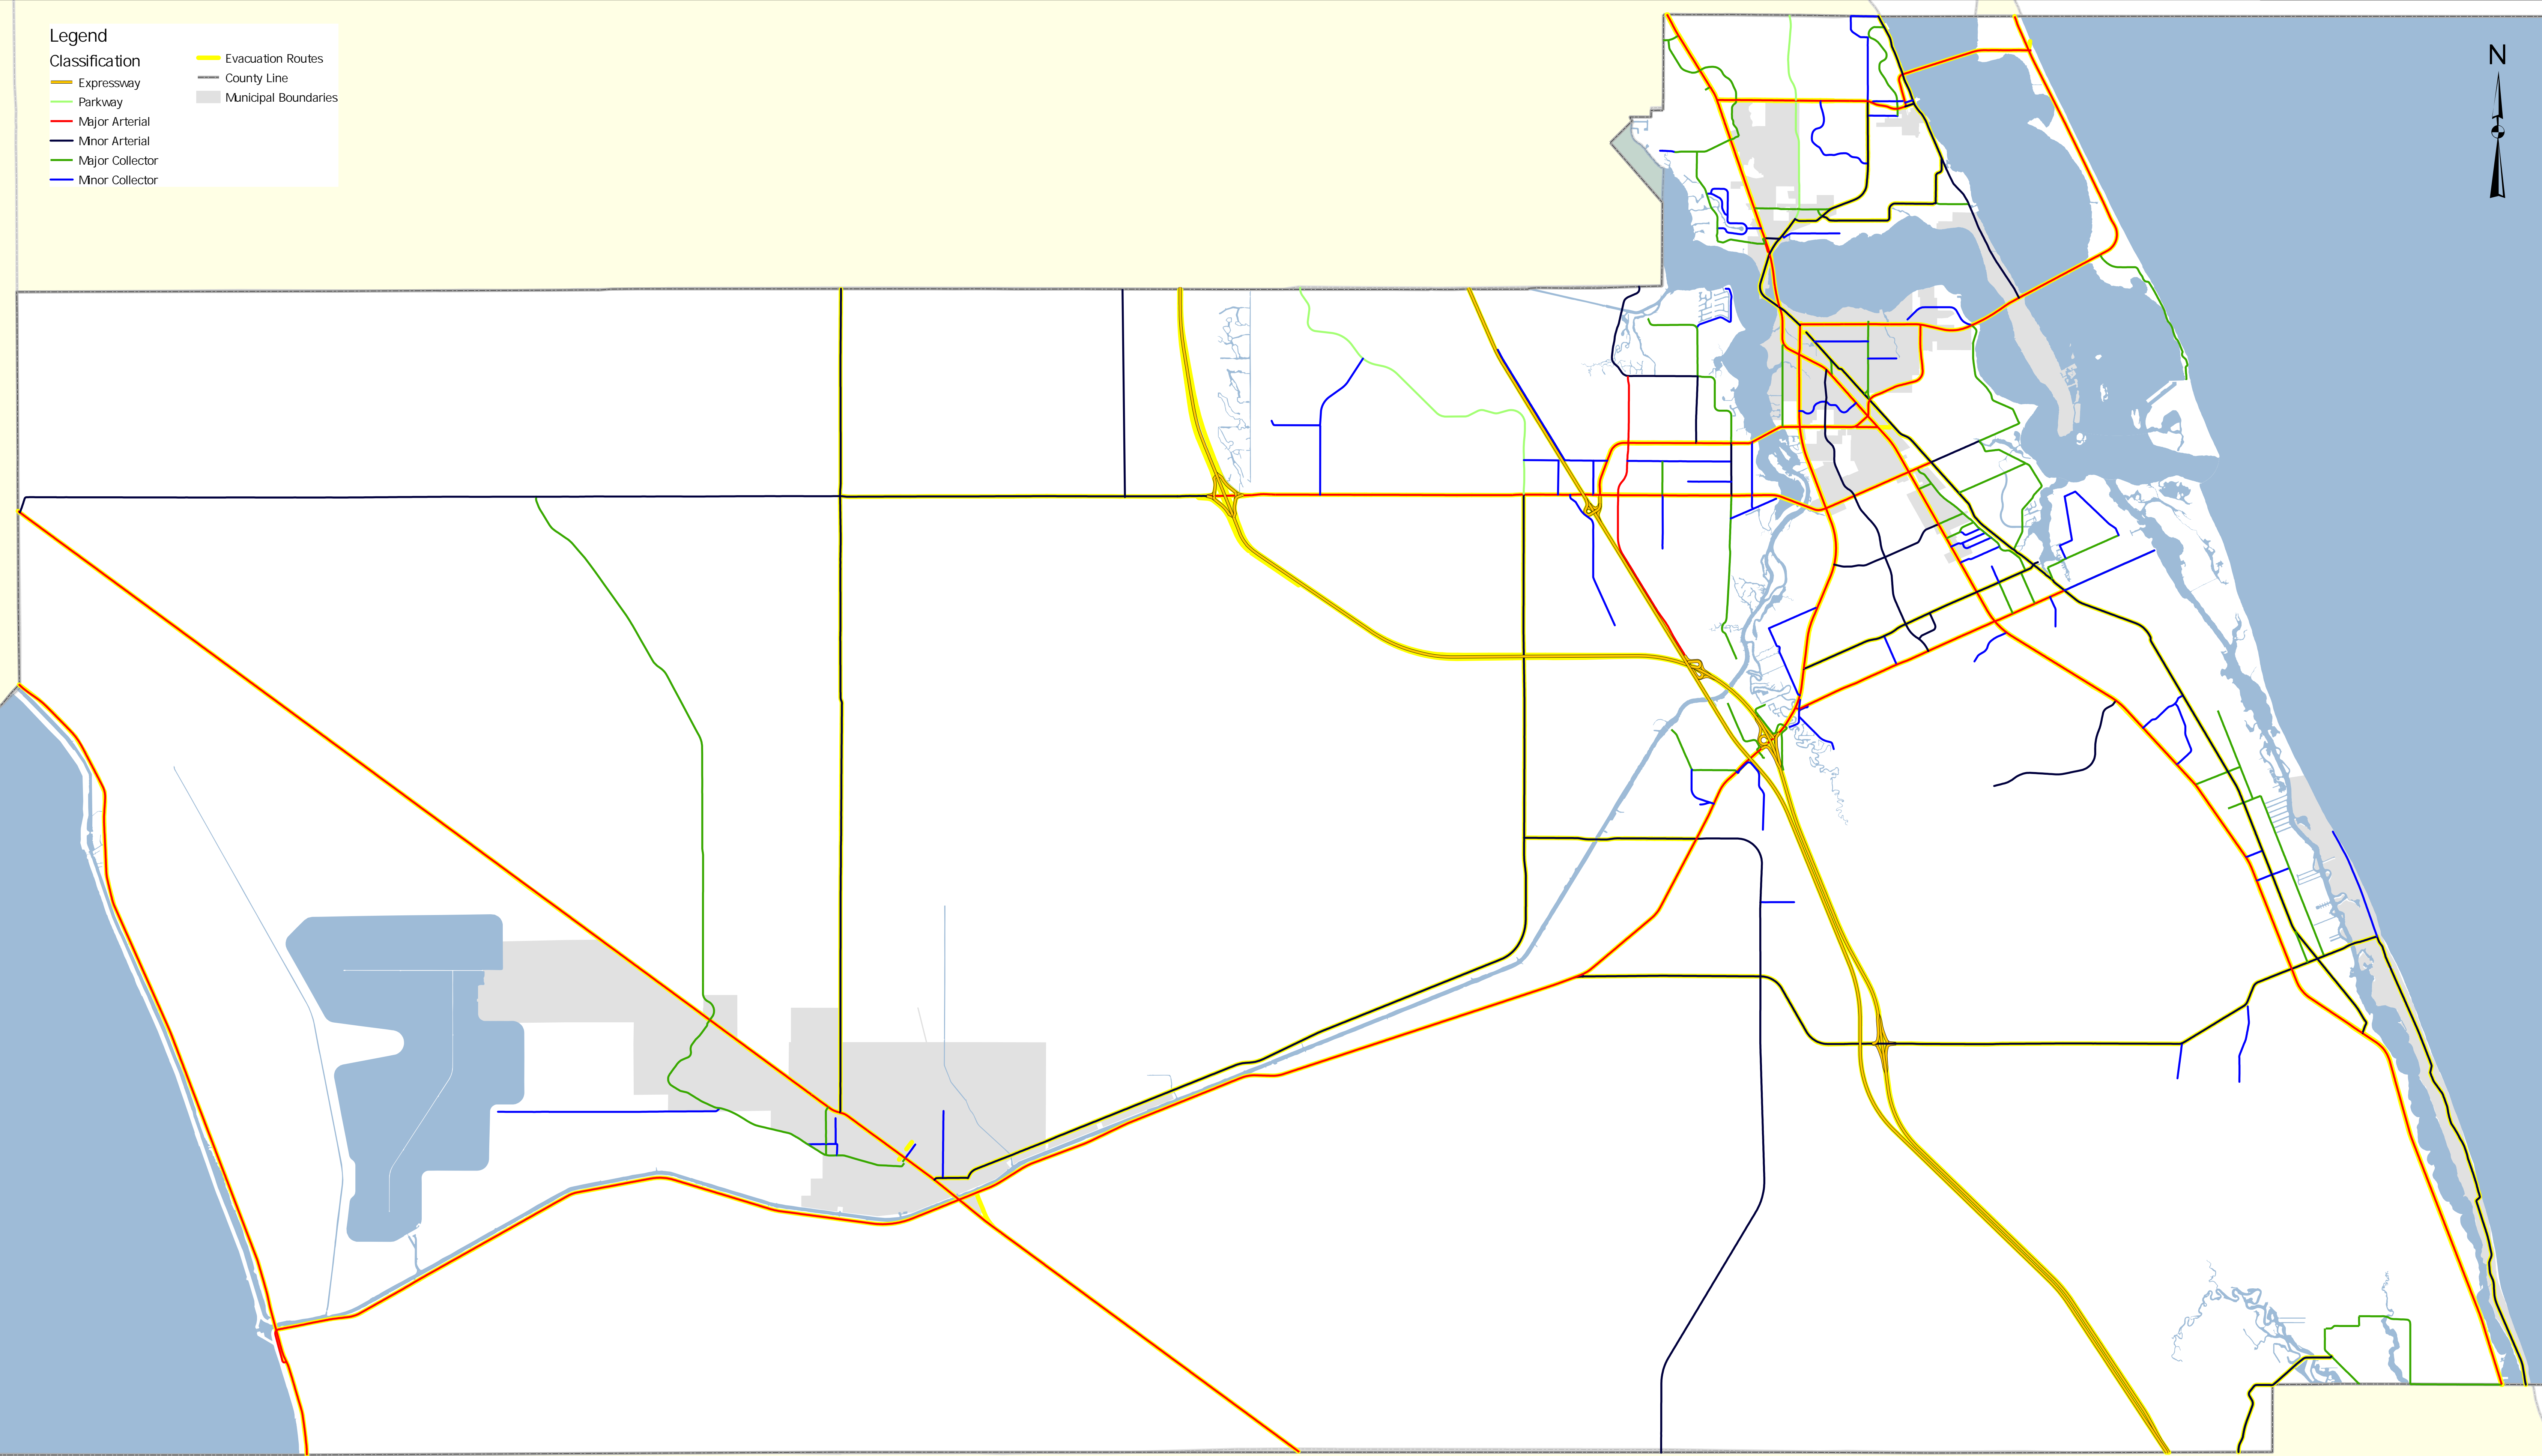 Legend
Classification
Expressway
Parkway
Major Arterial
Minor Arterial
Major Collector
Minor Collector
Evacuation Routes
County Line
Municipal Boundaries
N